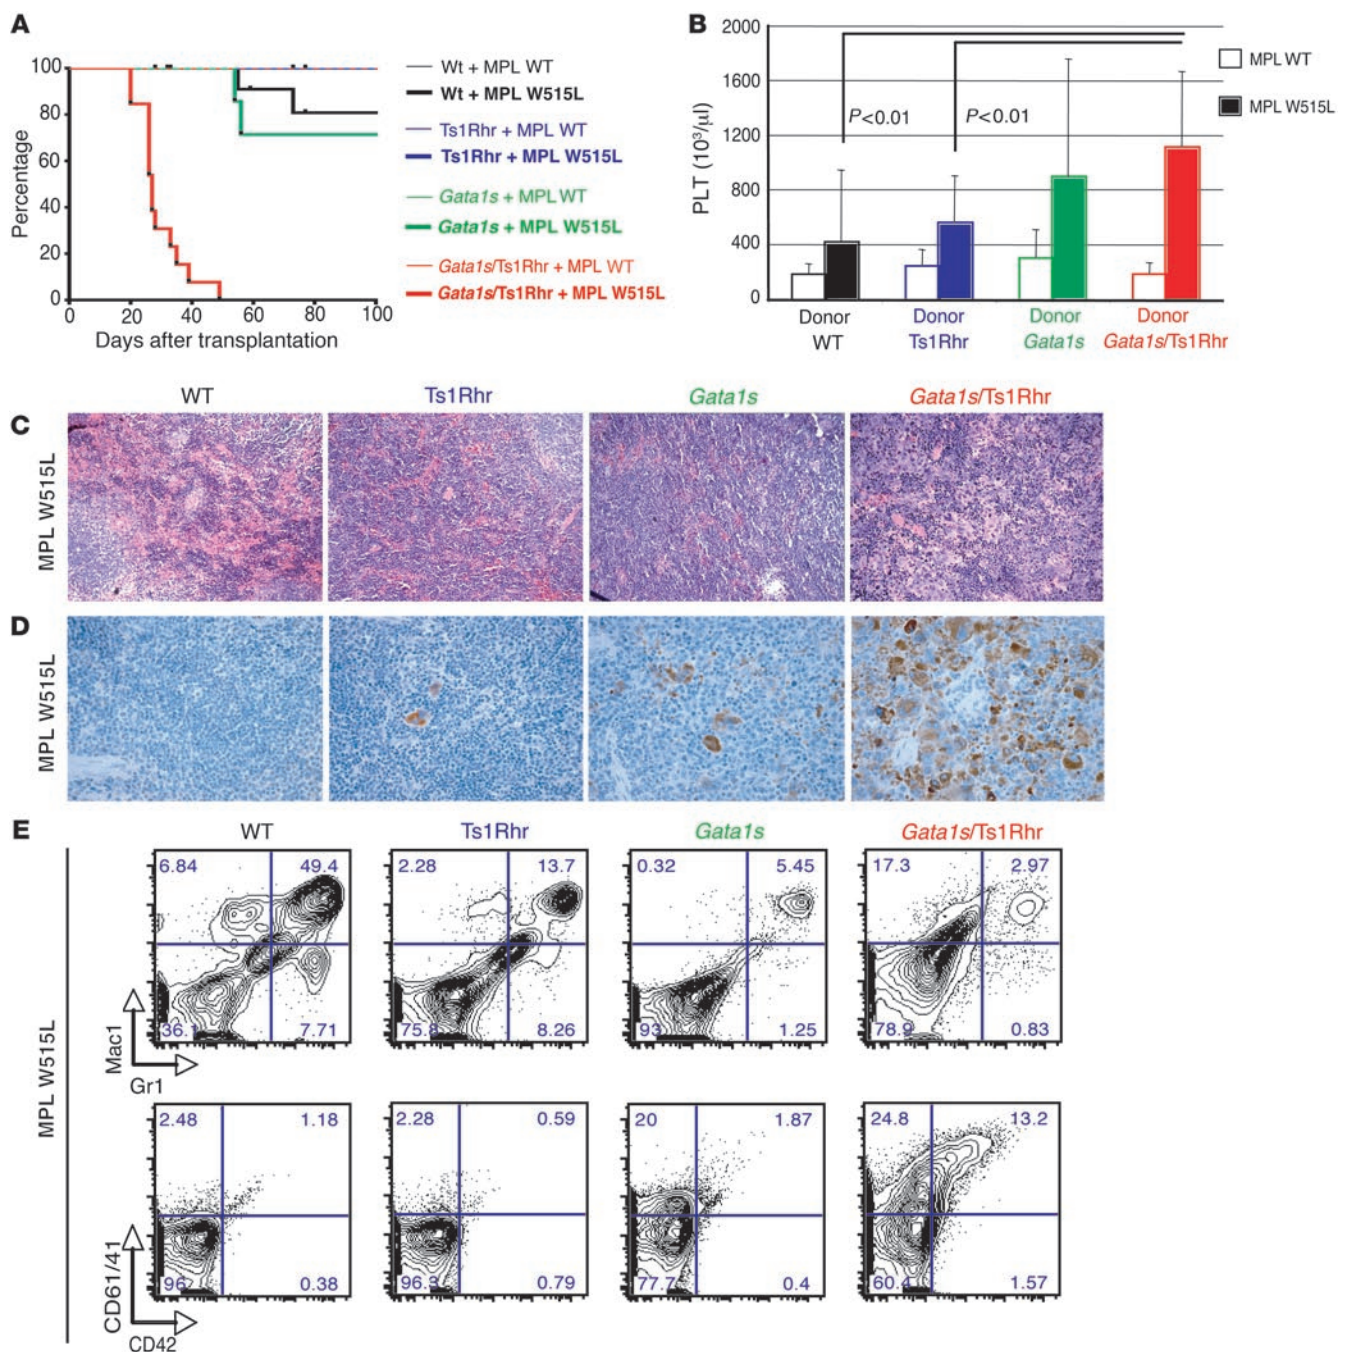 A
100
80
60
40
20
0
Percentage
0 20 40 60 80 100
Days after transplantation
Wt + MPL WT
Wt + MPL W515L
Ts1Rhr + MPL WT
Ts1Rhr + MPL W515L
Gata1s + MPL WT
Gata1s + MPL W515L
Gata1s/Ts1Rhr + MPL WT
Gata1s/Ts1Rhr + MPL W515L
B
2000
1600
1200
800
400
0
PLT (10³/µl)
P<0.01 P<0.01
MPL WT
MPL W515L
Donor Donor Donor Donor
WT Ts1Rhr Gata1s Gata1s/Ts1Rhr
WT Ts1Rhr Gata1s Gata1s/Ts1Rhr
C
MPL W515L
D
MPL W515L
E
WT Ts1Rhr Gata1s Gata1s/Ts1Rhr
MPL W515L
6.84 49.4 2.28 13.7 0.32 5.45 17.3 2.97
36.1 7.71 75.8 8.26 93 1.25 78.9 0.83
Mac1
Gr1
2.48 1.18 2.28 0.59 20 1.87 24.8 13.2
96 0.38 96.3 0.79 77.7 0.4 60.4 1.57
CD61/41
CD42